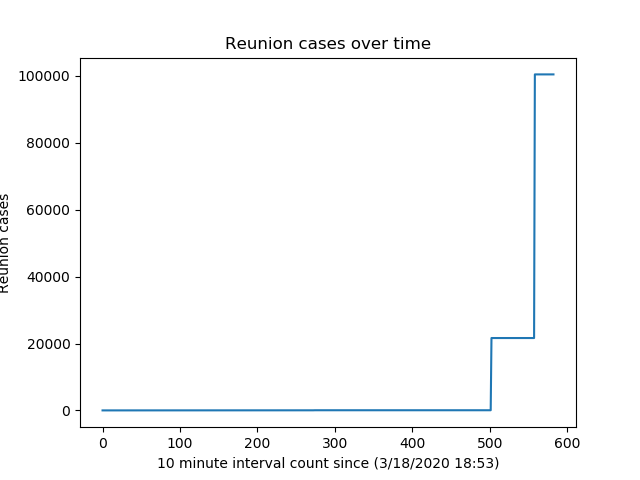 Reunion cases over time
100000
80000
60000
40000
20000
0
Reunion cases
0 100 200 300 400 500 600
10 minute interval count since (3/18/2020 18:53)